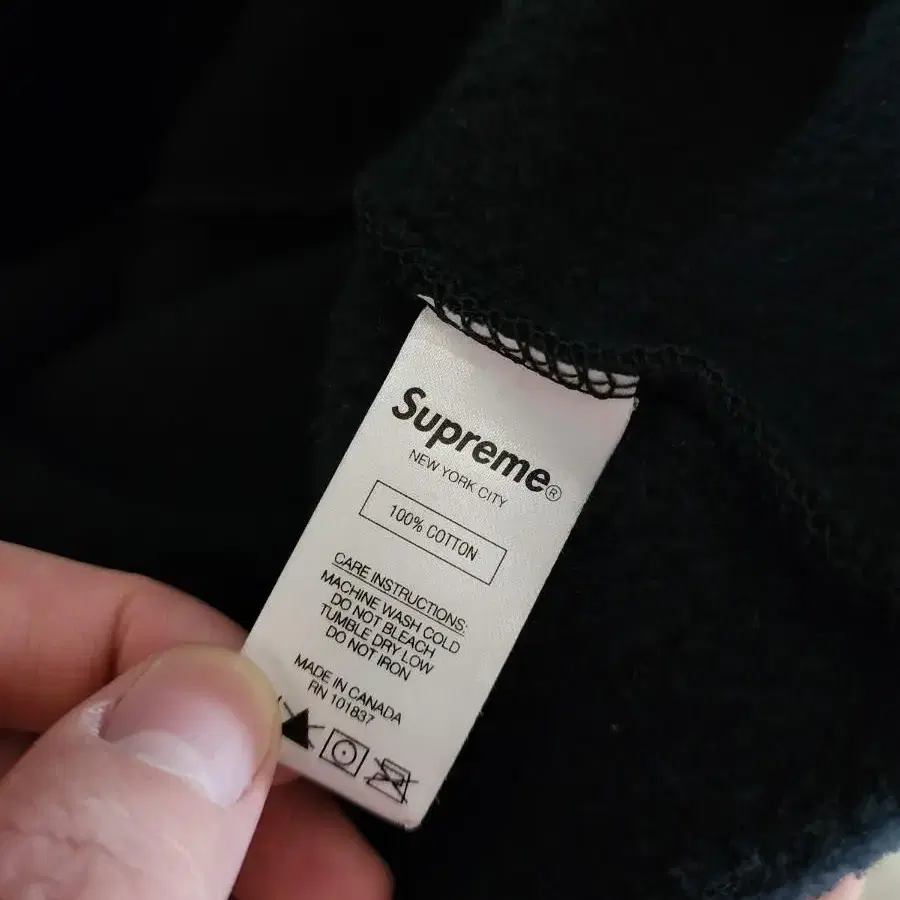 Supreme®
NEW YORK CITY
100% COTTON
CARE INSTRUCTIONS:
MACHINE WASH COLD
DO NOT BLEACH
TUMBLE DRY LOW
DO NOT IRON
MADE IN CANADA
RN 101837